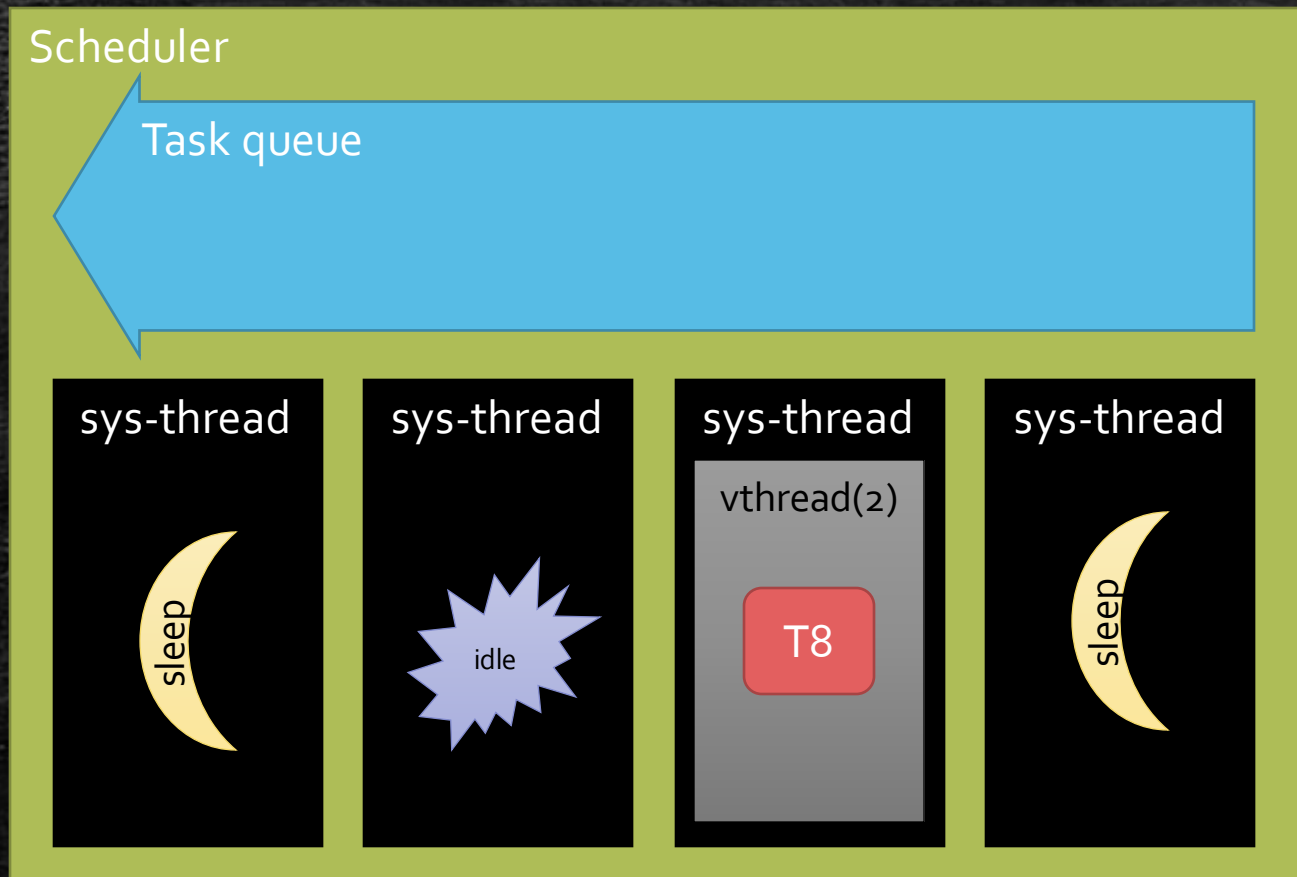 Scheduler
Task queue
sys-thread
sleep
sys-thread
idle
sys-thread
vthread(2)
T8
sys-thread
sleep